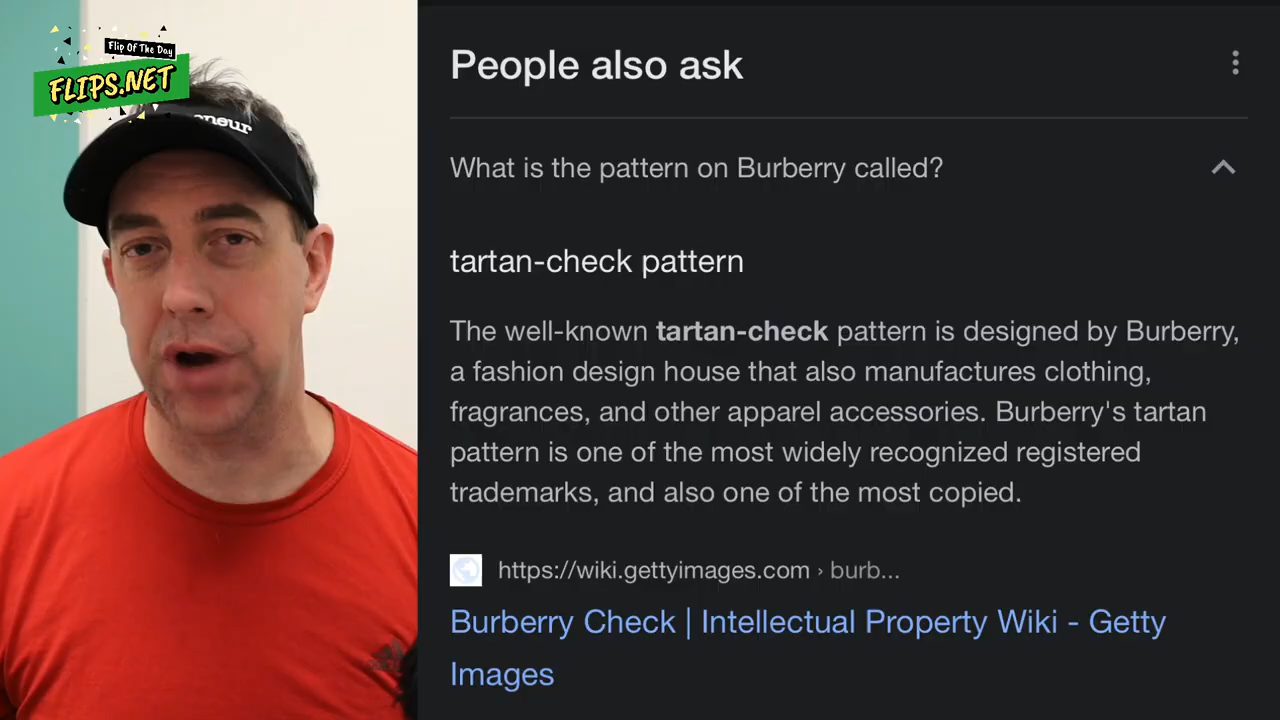 Flip Of The Day
FLIPS.NET
neur
People also ask
What is the pattern on Burberry called?
tartan-check pattern
The well-known tartan-check pattern is designed by Burberry,
a fashion design house that also manufactures clothing,
fragrances, and other apparel accessories. Burberry's tartan
pattern is one of the most widely recognized registered
trademarks, and also one of the most copied.
https://wiki.gettyimages.com › burb...
Burberry Check | Intellectual Property Wiki - Getty
Images